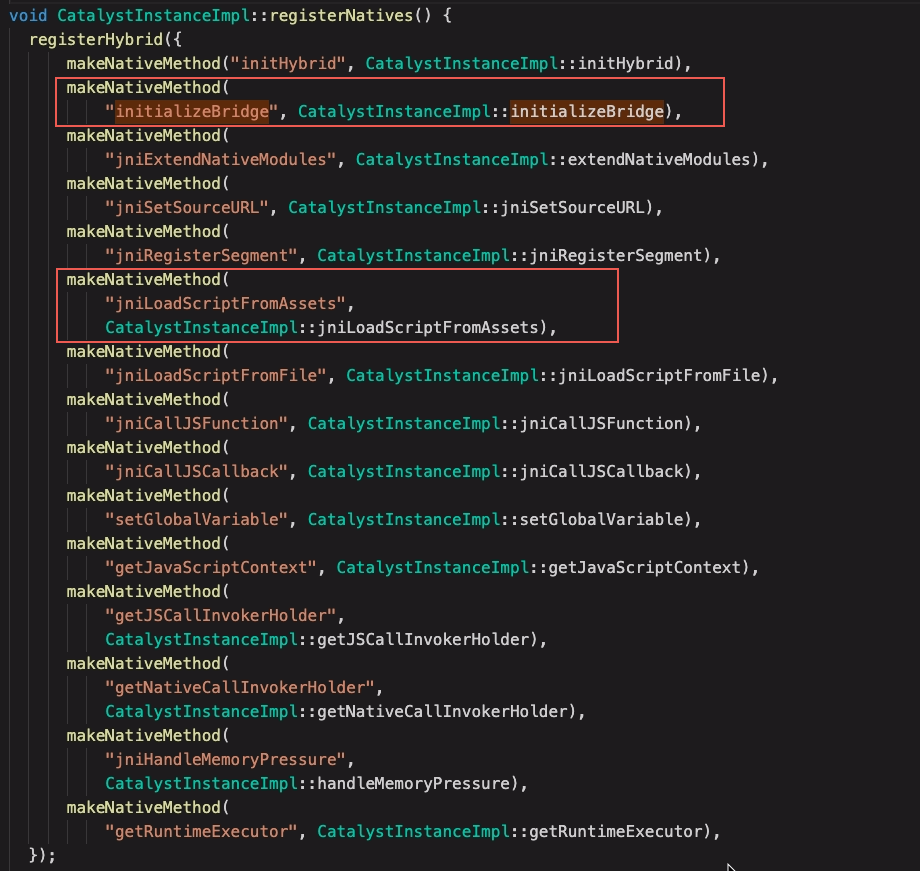 void CatalystInstanceImpl::registerNatives() {
registerHybrid({
makeNativeMethod("initHybrid", CatalystInstanceImpl::initHybrid),
makeNativeMethod(
"initializeBridge", CatalystInstanceImpl::initializeBridge),
makeNativeMethod(
"jniExtendNativeModules", CatalystInstanceImpl::extendNativeModules),
makeNativeMethod(
"jniSetSourceURL", CatalystInstanceImpl::jniSetSourceURL),
makeNativeMethod(
"jniRegisterSegment", CatalystInstanceImpl::jniRegisterSegment),
makeNativeMethod(
"jniLoadScriptFromAssets",
CatalystInstanceImpl::jniLoadScriptFromAssets),
makeNativeMethod(
"jniLoadScriptFromFile", CatalystInstanceImpl::jniLoadScriptFromFile),
makeNativeMethod(
"jniCallJSFunction", CatalystInstanceImpl::jniCallJSFunction),
makeNativeMethod(
"jniCallJSCallback", CatalystInstanceImpl::jniCallJSCallback),
makeNativeMethod(
"setGlobalVariable", CatalystInstanceImpl::setGlobalVariable),
makeNativeMethod(
"getJavaScriptContext", CatalystInstanceImpl::getJavaScriptContext),
makeNativeMethod(
"getJSCallInvokerHolder",
CatalystInstanceImpl::getJSCallInvokerHolder),
makeNativeMethod(
"getNativeCallInvokerHolder",
CatalystInstanceImpl::getNativeCallInvokerHolder),
makeNativeMethod(
"jniHandleMemoryPressure",
CatalystInstanceImpl::handleMemoryPressure),
makeNativeMethod(
"getRuntimeExecutor", CatalystInstanceImpl::getRuntimeExecutor),
});